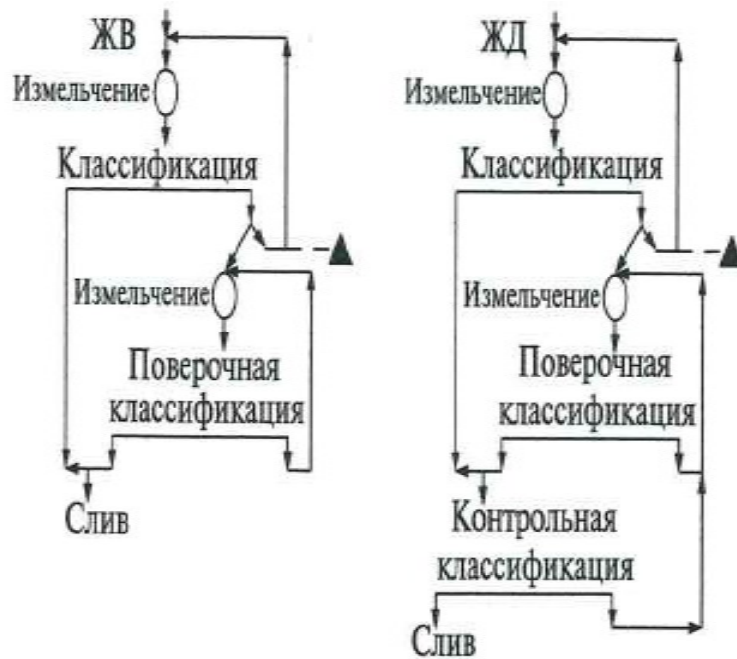 ЖВ
Измельчение
Классификация
Измельчение
Поверочная
классификация
Слив
ЖД
Измельчение
Классификация
Измельчение
Поверочная
классификация
Контрольная
классификация
Слив